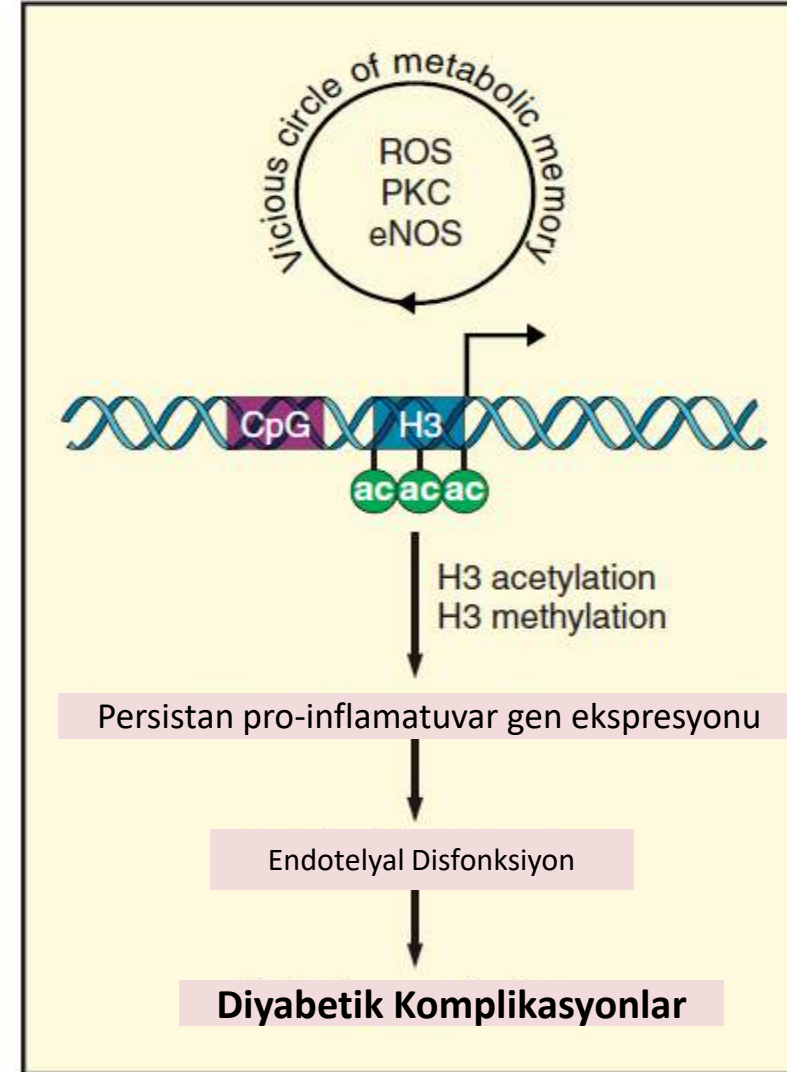 Vicious circle of metabolic memory
ROS
PKC
eNOS
CpG H3
ac ac ac
H3 acetylation
H3 methylation
Persistan pro-inflamatuvar gen ekspresyonu
Endotelyal Disfonksiyon
Diyabetik Komplikasyonlar